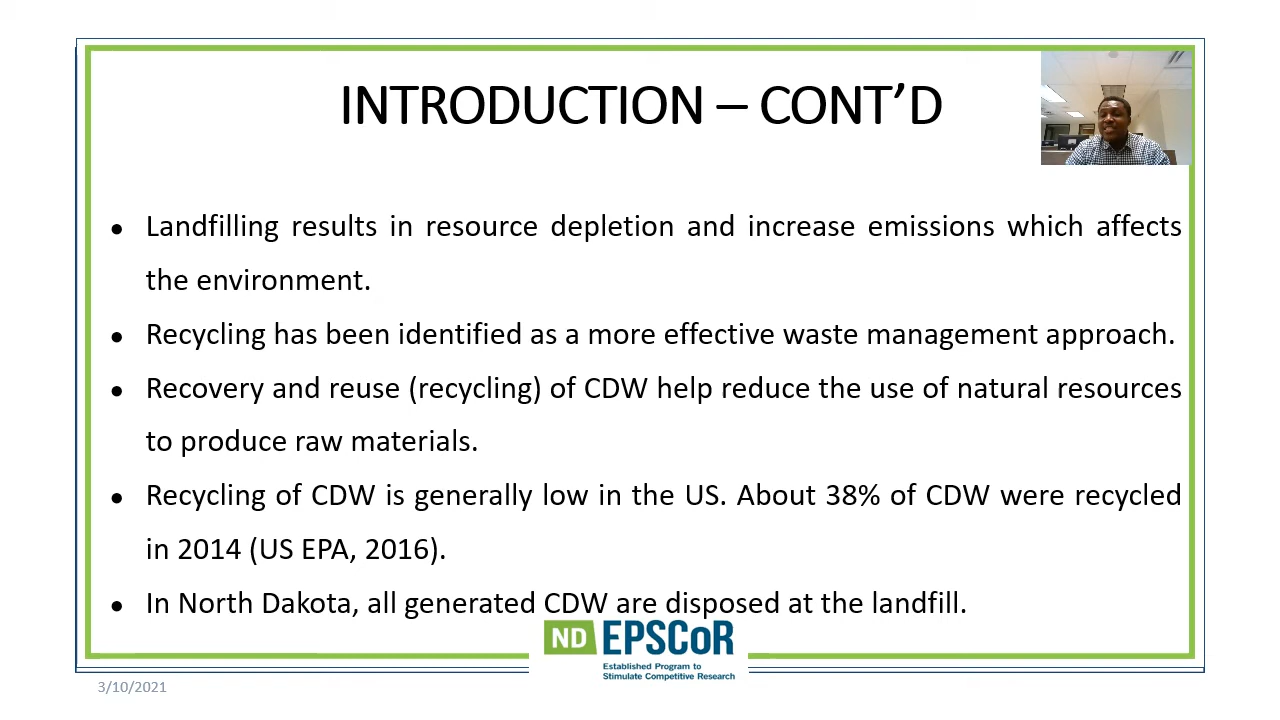 INTRODUCTION – CONT’D
● Landfilling results in resource depletion and increase emissions which affects
the environment.
● Recycling has been identified as a more effective waste management approach.
● Recovery and reuse (recycling) of CDW help reduce the use of natural resources
to produce raw materials.
● Recycling of CDW is generally low in the US. About 38% of CDW were recycled
in 2014 (US EPA, 2016).
● In North Dakota, all generated CDW are disposed at the landfill.
ND EPSCoR
Established Program to
Stimulate Competitive Research
3/10/2021